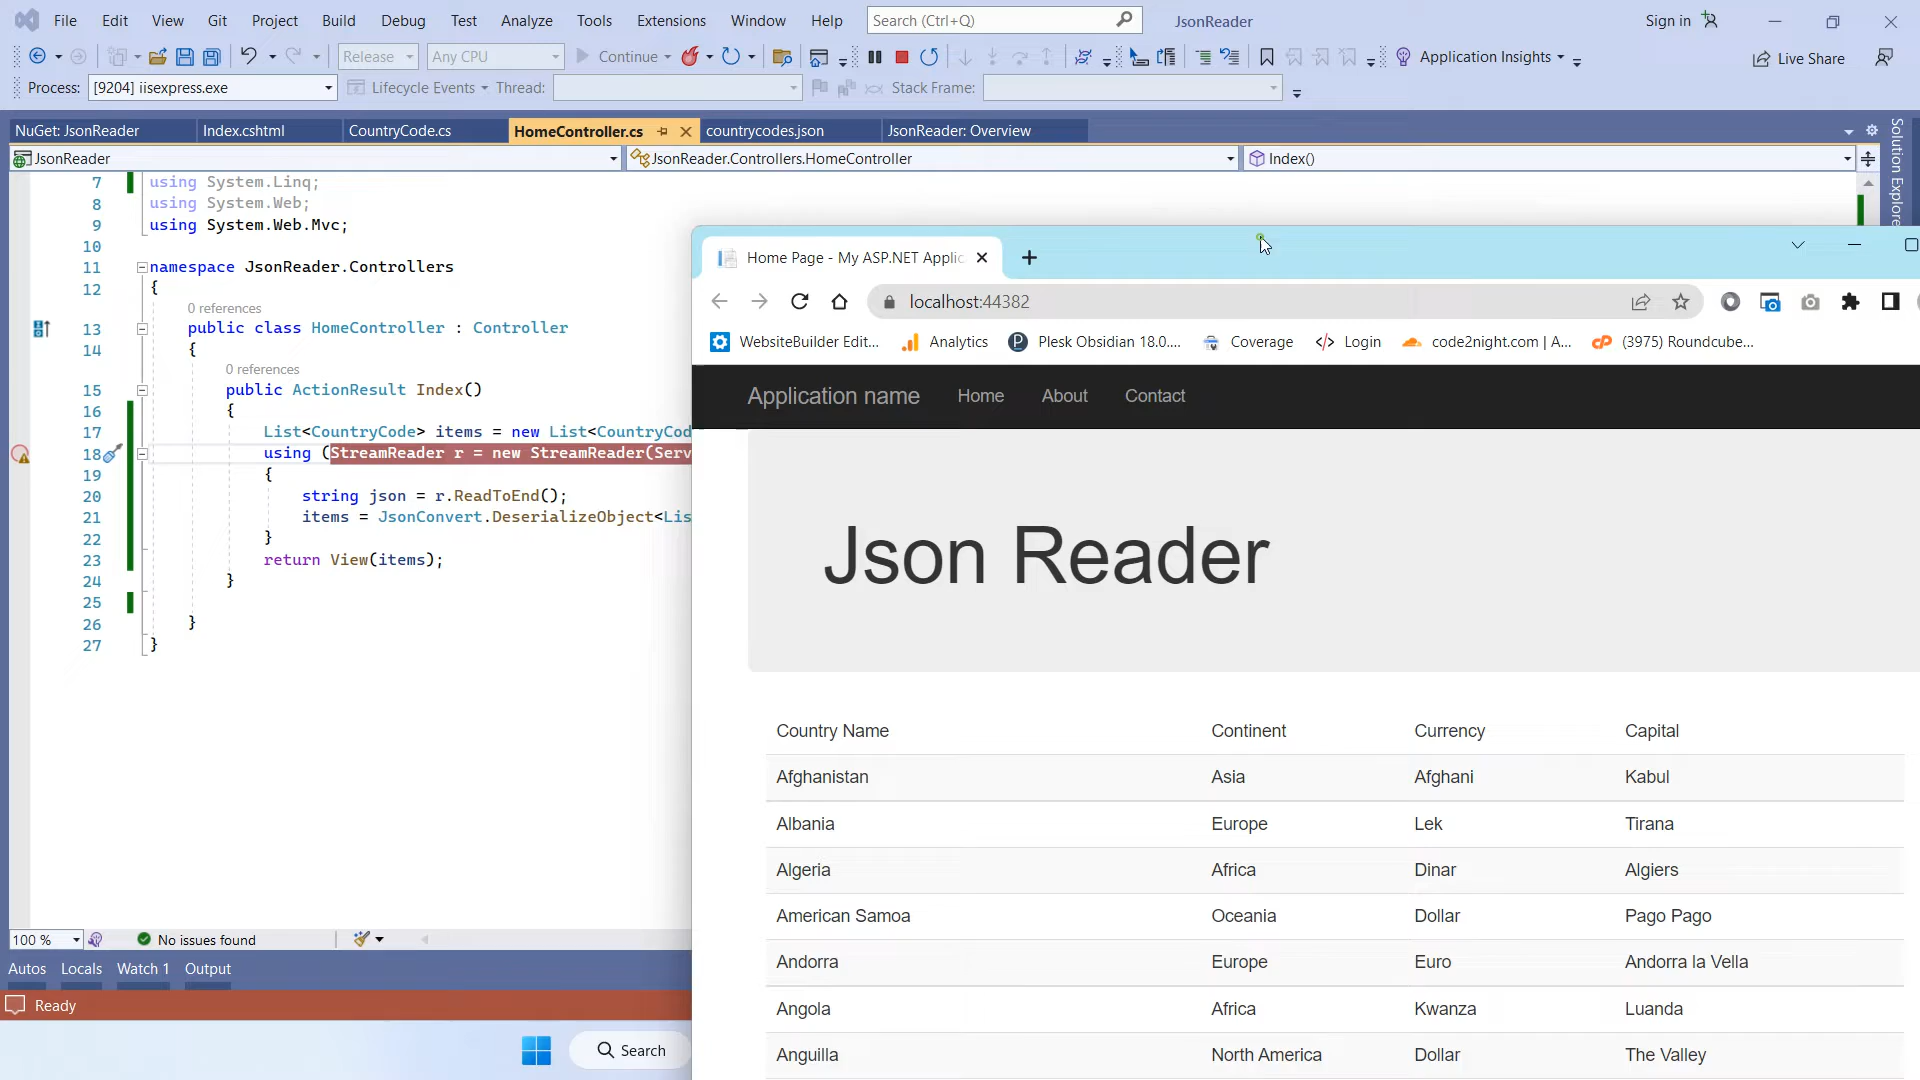 File Edit View Git Project Build Debug Test Analyze Tools Extensions Window Help Search (Ctrl+Q) JsonReader Sign in
Release Any CPU Continue Application Insights Live Share
Process: [9204] iisexpress.exe Lifecycle Events Thread: Stack Frame:
NuGet: JsonReader Index.cshtml CountryCode.cs HomeController.cs countrycodes.json JsonReader: Overview
JsonReader JsonReader.Controllers.HomeController Index()
Solution Explore
7 using System.Linq;
8 using System.Web;
9 using System.Web.Mvc;
10
11 namespace JsonReader.Controllers
12 {
0 references
13 public class HomeController : Controller
14 {
0 references
15 public ActionResult Index()
16 {
17 List<CountryCode> items = new List<CountryCod
18 using (StreamReader r = new StreamReader(Serv
19 {
20 string json = r.ReadToEnd();
21 items = JsonConvert.DeserializeObject<Lis
22 }
23 return View(items);
24 }
25
26 }
27 }
100 % No issues found
Autos Locals Watch 1 Output
Ready
Search
Home Page - My ASP.NET Applic
localhost:44382
WebsiteBuilder Edit... Analytics Plesk Obsidian 18.0.... Coverage Login code2night.com | A... (3975) Roundcube...
Application name Home About Contact
Json Reader
Country Name Continent Currency Capital
Afghanistan Asia Afghani Kabul
Albania Europe Lek Tirana
Algeria Africa Dinar Algiers
American Samoa Oceania Dollar Pago Pago
Andorra Europe Euro Andorra la Vella
Angola Africa Kwanza Luanda
Anguilla North America Dollar The Valley